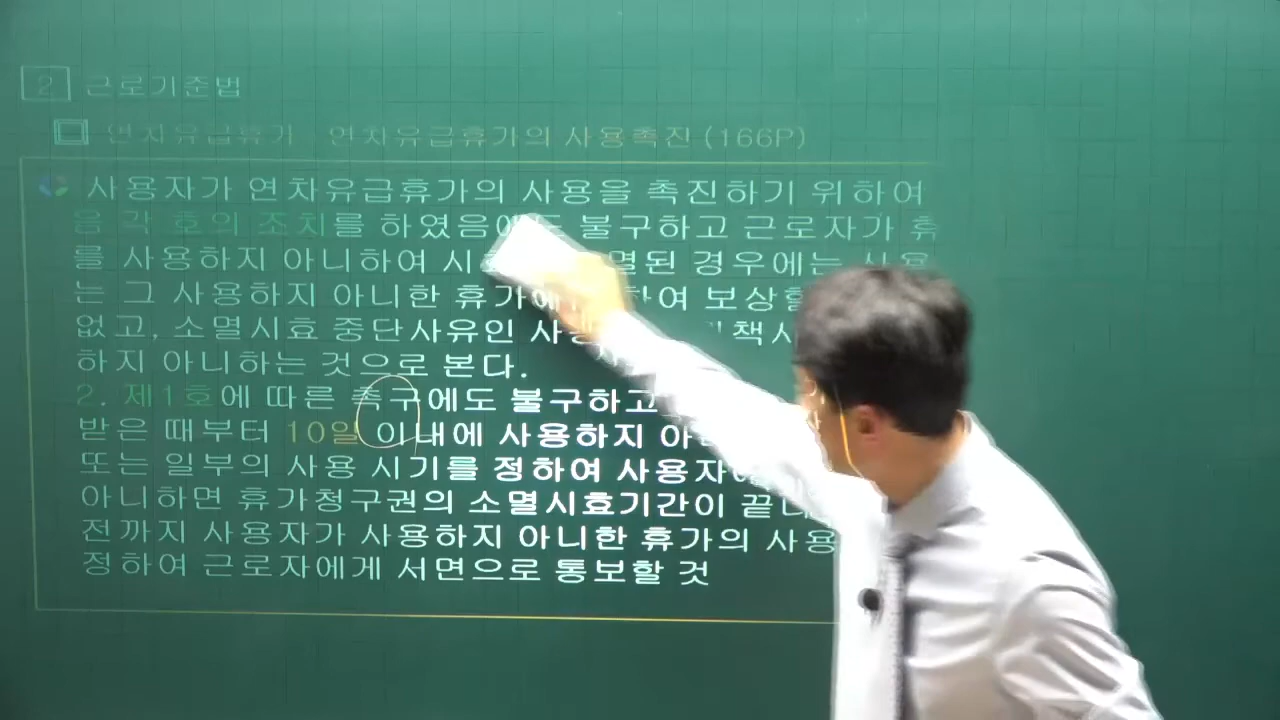 2 근로기준법
연차유급휴가 - 연차유급휴가의 사용촉진(166P)
사용자가 연차유급휴가의 사용을 촉진하기 위하여
음 각 호의 조치를 하였음에도 불구하고 근로자가 휴
를 사용하지 아니하여 시 멸된 경우에는 사용
는 그 사용하지 아니한 휴가에 하여 보상할
없고, 소멸시효 중단사유인 사용 책사
하지 아니하는 것으로 본다.
2. 제1호에 따른 촉구에도 불구하고
받은 때부터 10일 이내에 사용하지 아
또는 일부의 사용 시기를 정하여 사용자에
아니하면 휴가청구권의 소멸시효기간이 끝나
전까지 사용자가 사용하지 아니한 휴가의 사용
정하여 근로자에게 서면으로 통보할 것